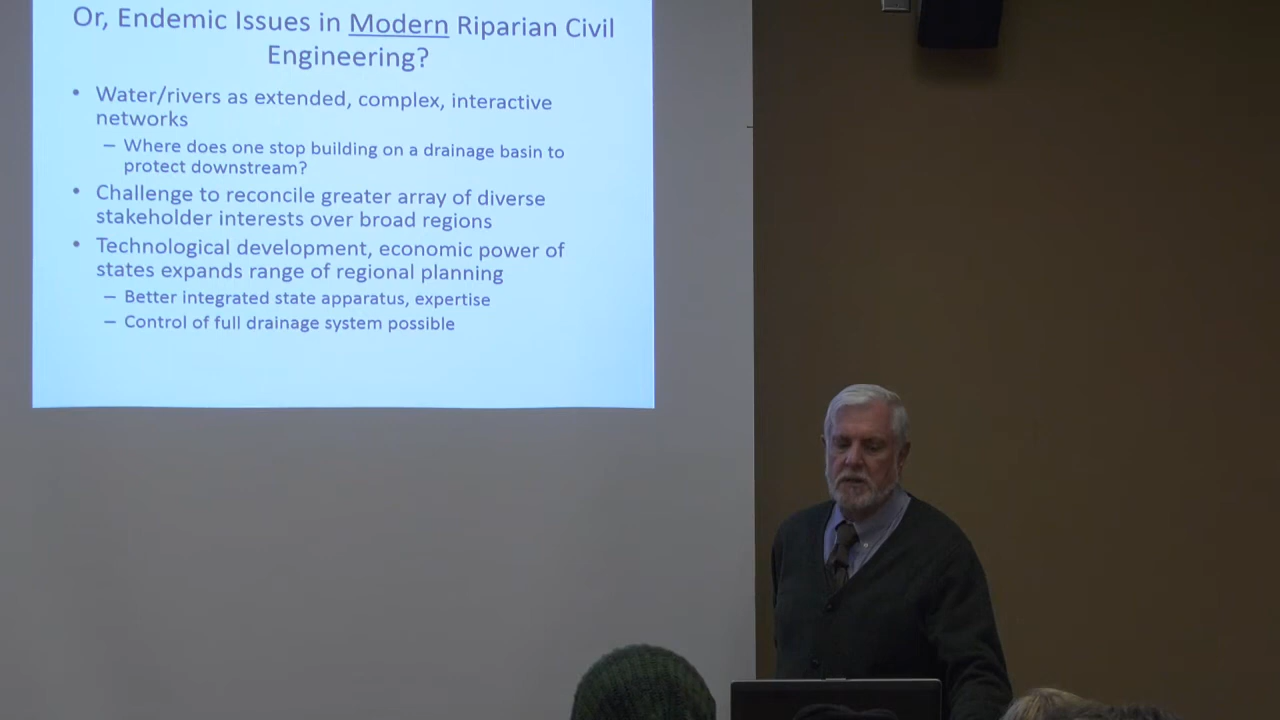 Or, Endemic Issues in Modern Riparian Civil
Engineering?
• Water/rivers as extended, complex, interactive
networks
– Where does one stop building on a drainage basin to
protect downstream?
• Challenge to reconcile greater array of diverse
stakeholder interests over broad regions
• Technological development, economic power of
states expands range of regional planning
– Better integrated state apparatus, expertise
– Control of full drainage system possible